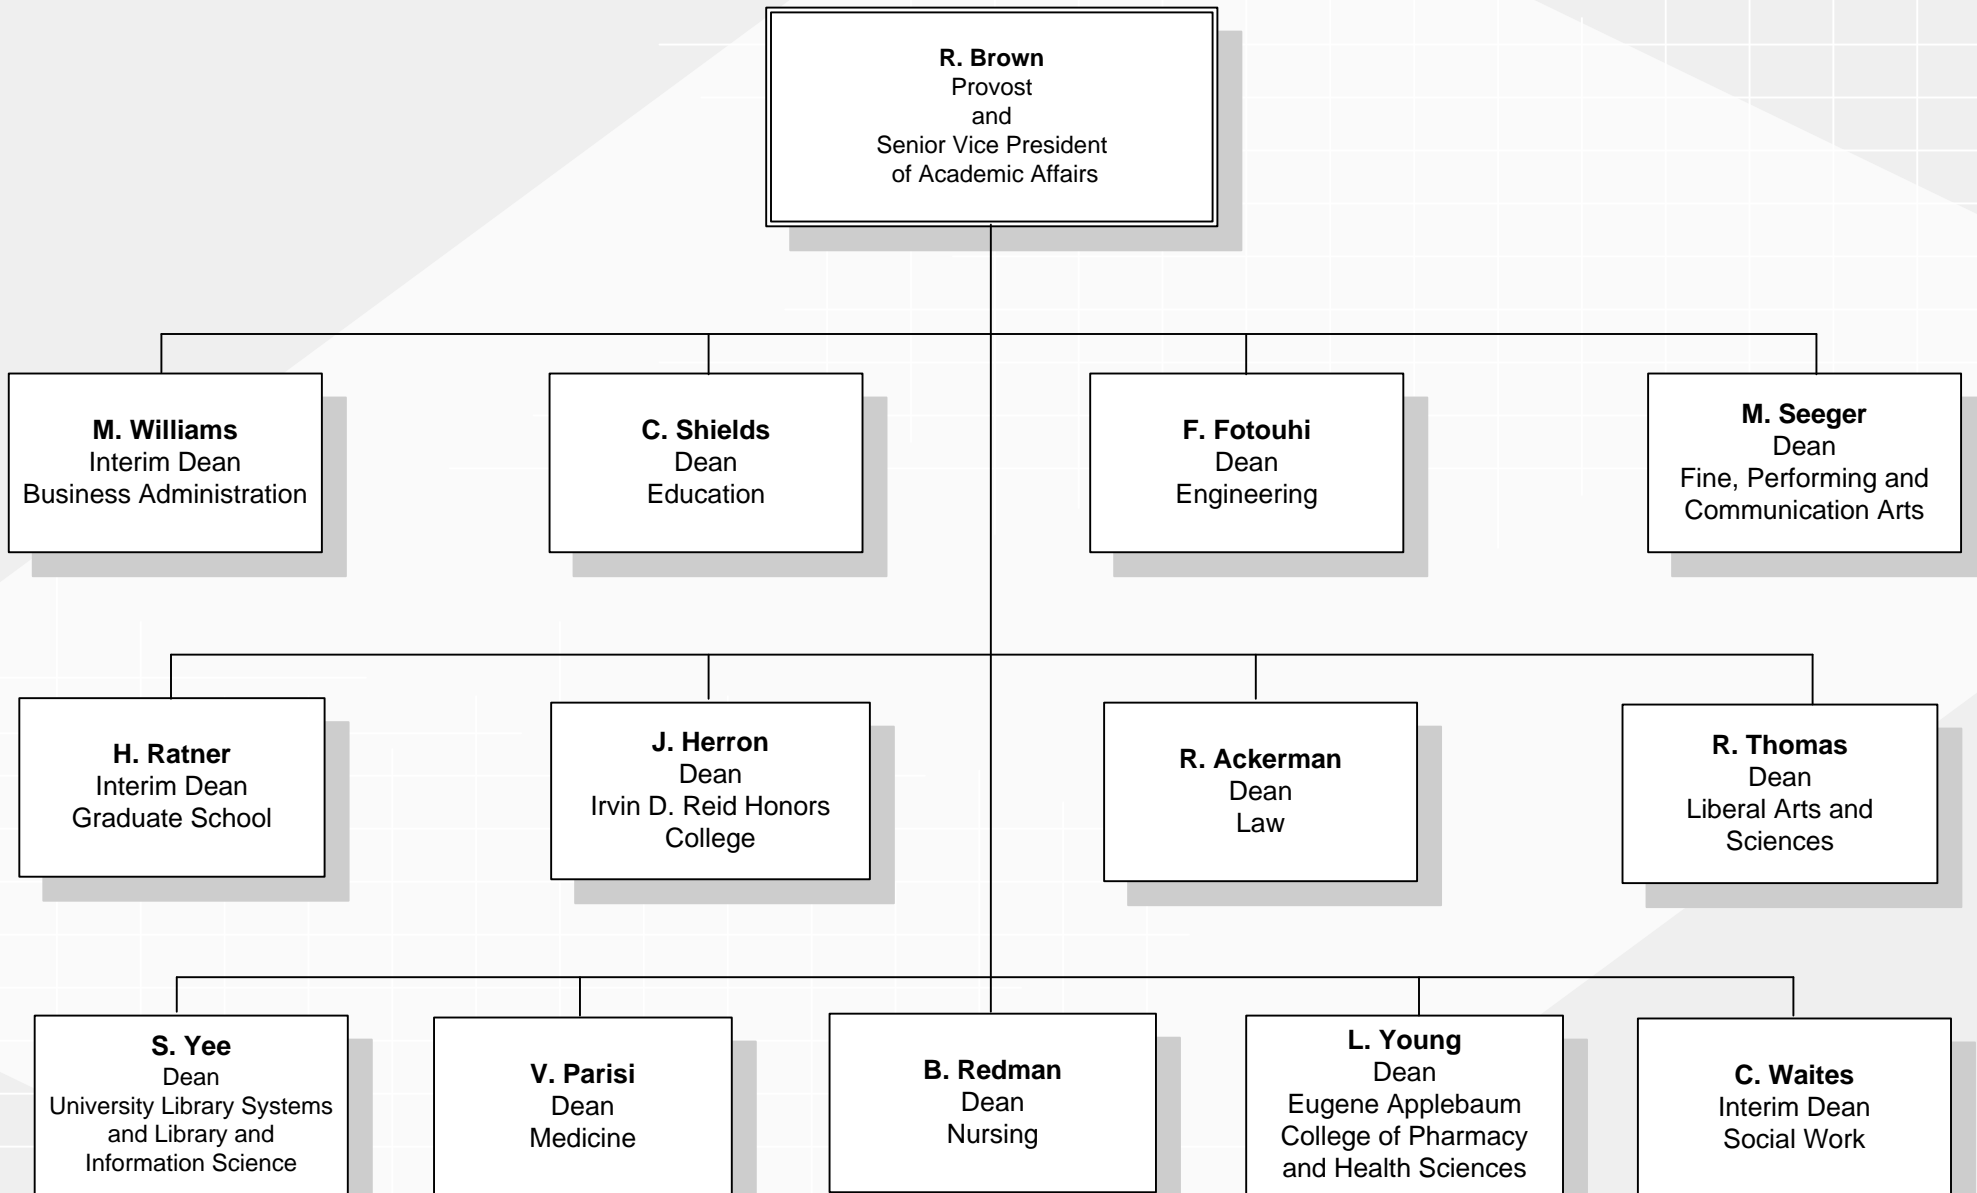 R. Brown
Provost
and
Senior Vice President
of Academic Affairs
M. Williams
Interim Dean
Business Administration
C. Shields
Dean
Education
F. Fotouhi
Dean
Engineering
M. Seeger
Dean
Fine, Performing and
Communication Arts
H. Ratner
Interim Dean
Graduate School
J. Herron
Dean
Irvin D. Reid Honors
College
R. Ackerman
Dean
Law
R. Thomas
Dean
Liberal Arts and
Sciences
S. Yee
Dean
University Library Systems
and Library and
Information Science
V. Parisi
Dean
Medicine
B. Redman
Dean
Nursing
L. Young
Dean
Eugene Applebaum
College of Pharmacy
and Health Sciences
C. Waites
Interim Dean
Social Work